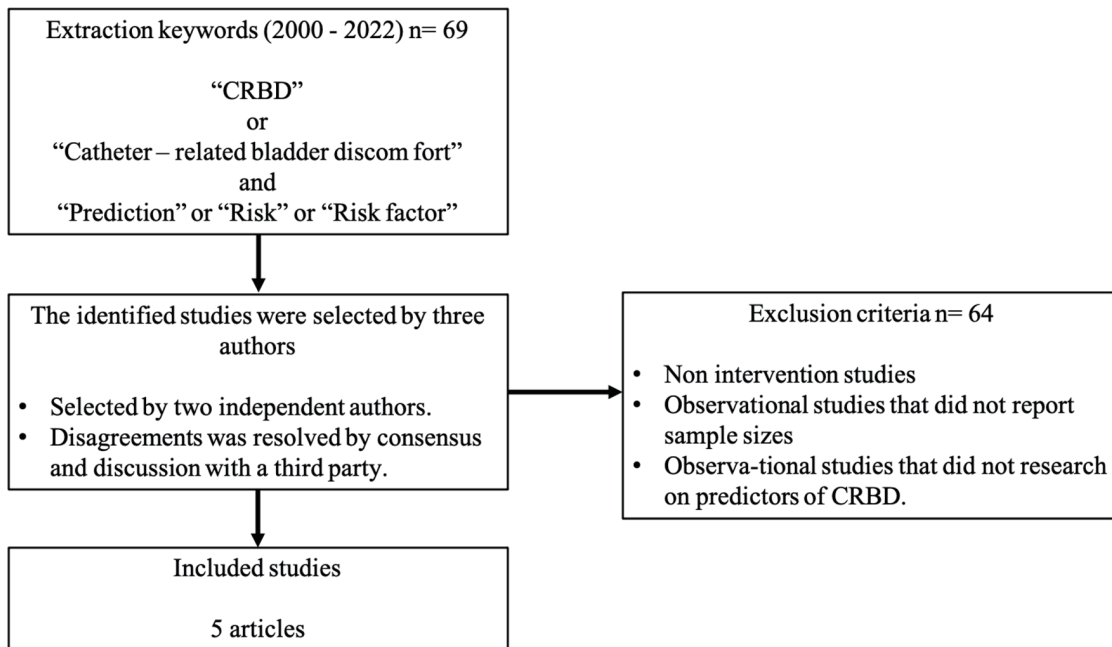 Extraction keywords (2000 - 2022) n= 69
“CRBD”
or
“Catheter – related bladder discom fort”
and
“Prediction” or “Risk” or “Risk factor”
The identified studies were selected by three
authors
• Selected by two independent authors.
• Disagreements was resolved by consensus
and discussion with a third party.
Exclusion criteria n= 64
• Non intervention studies
• Observational studies that did not report
sample sizes
• Observa-tional studies that did not research
on predictors of CRBD.
Included studies
5 articles